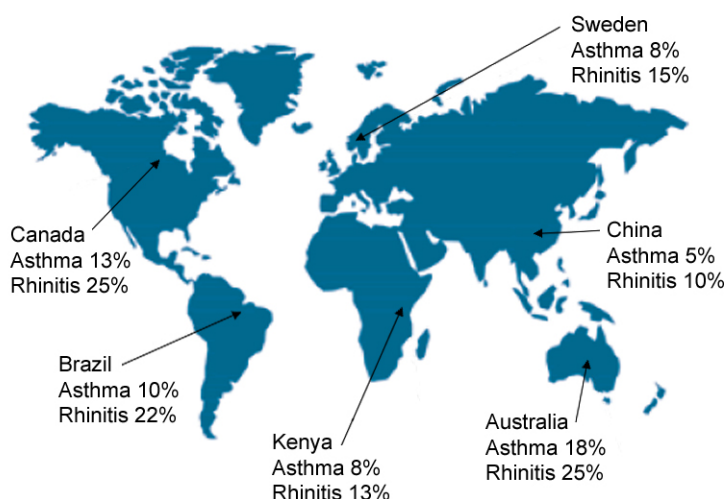 Sweden
Asthma 8%
Rhinitis 15%
Canada
Asthma 13%
Rhinitis 25%
China
Asthma 5%
Rhinitis 10%
Brazil
Asthma 10%
Rhinitis 22%
Australia
Asthma 18%
Rhinitis 25%
Kenya
Asthma 8%
Rhinitis 13%